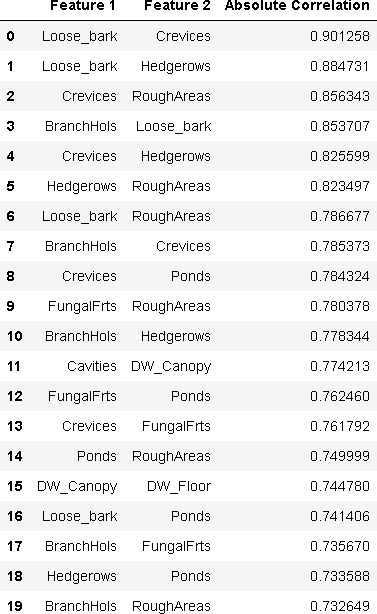 Feature 1 Feature 2 Absolute Correlation
0 Loose_bark Crevices 0.901258
1 Loose_bark Hedgerows 0.884731
2 Crevices RoughAreas 0.856343
3 BranchHols Loose_bark 0.853707
4 Crevices Hedgerows 0.825599
5 Hedgerows RoughAreas 0.823497
6 Loose_bark RoughAreas 0.786677
7 BranchHols Crevices 0.785373
8 Crevices Ponds 0.784324
9 FungalFrts RoughAreas 0.780378
10 BranchHols Hedgerows 0.778344
11 Cavities DW_Canopy 0.774213
12 FungalFrts Ponds 0.762460
13 Crevices FungalFrts 0.761792
14 Ponds RoughAreas 0.749999
15 DW_Canopy DW_Floor 0.744780
16 Loose_bark Ponds 0.741406
17 BranchHols FungalFrts 0.735670
18 Hedgerows Ponds 0.733588
19 BranchHols RoughAreas 0.732649